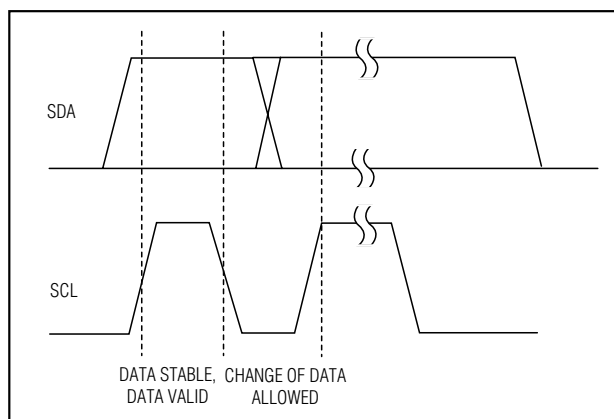 SDA
SCL
DATA STABLE,
DATA VALID
CHANGE OF DATA
ALLOWED